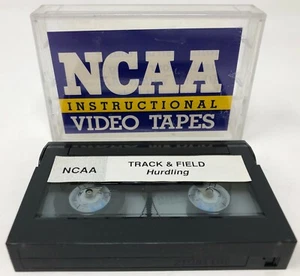 NCAA
INSTRUCTIONAL
VIDEO TAPES
NCAA
TRACK & FIELD
Hurdling